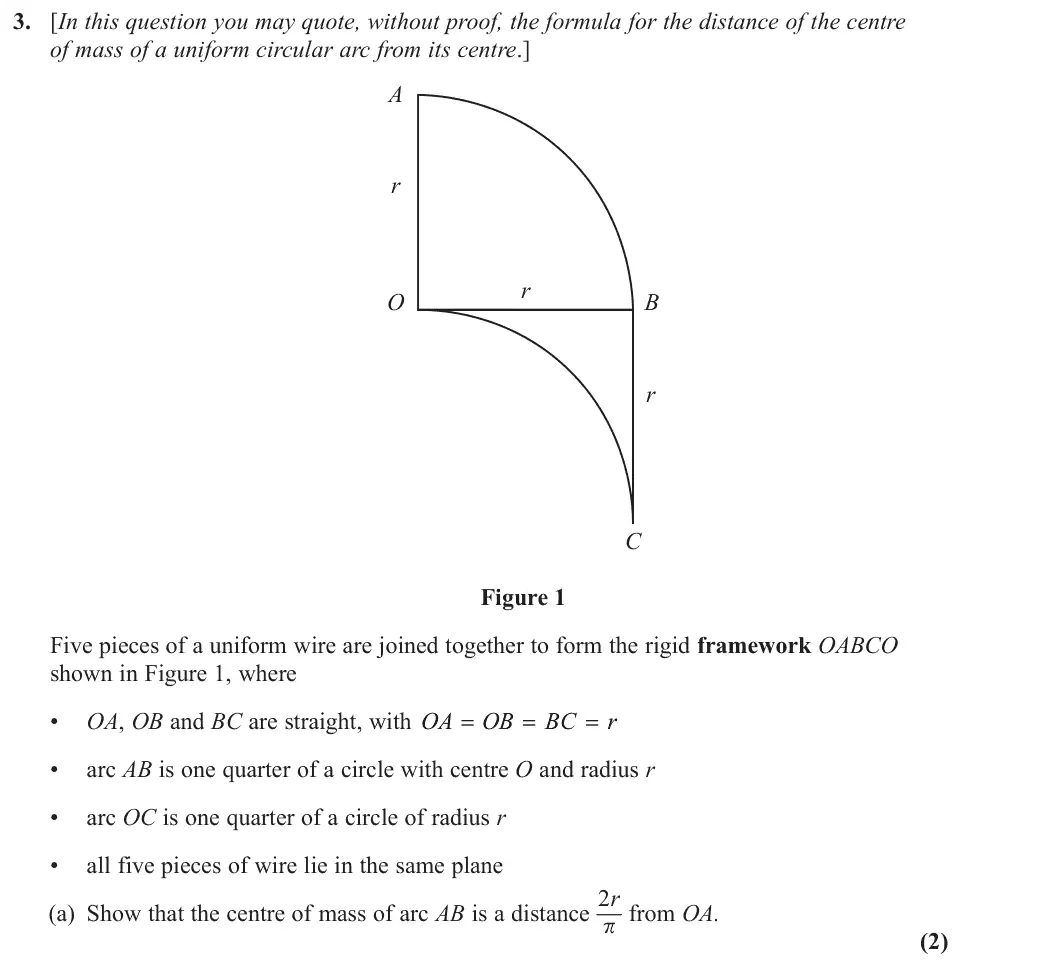 3. [In this question you may quote, without proof, the formula for the distance of the centre
of mass of a uniform circular arc from its centre.]
A
r
O
r
B
r
C
Figure 1
Five pieces of a uniform wire are joined together to form the rigid framework OABCO
shown in Figure 1, where
• OA, OB and BC are straight, with OA = OB = BC = r
• arc AB is one quarter of a circle with centre O and radius r
• arc OC is one quarter of a circle of radius r
• all five pieces of wire lie in the same plane
(a) Show that the centre of mass of arc AB is a distance 2r/π from OA.
(2)